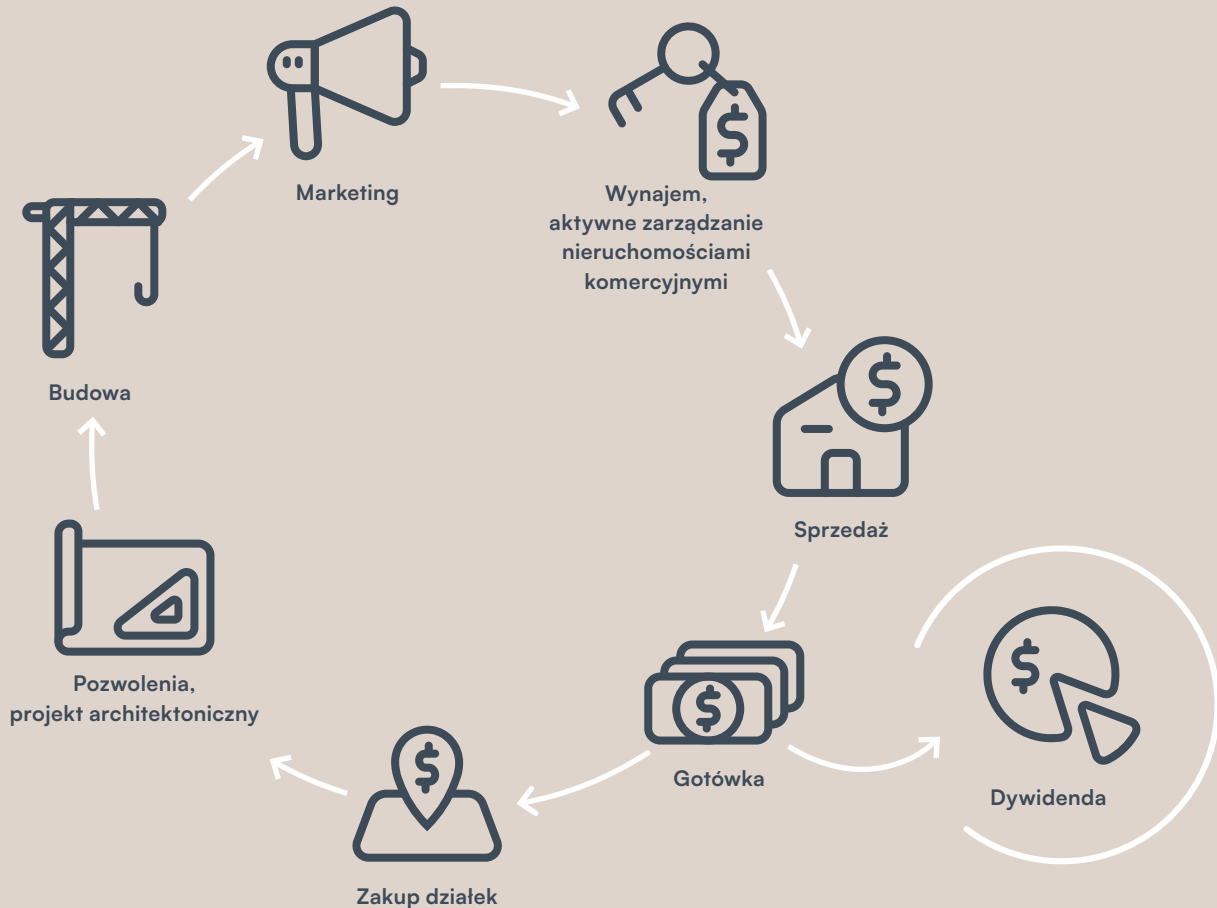 Marketing
Wynajem,
aktywne zarządzanie
nieruchomościami
komercyjnymi
Budowa
Sprzedaż
Pozwolenia,
projekt architektoniczny
Gotówka
Dywidenda
Zakup działek